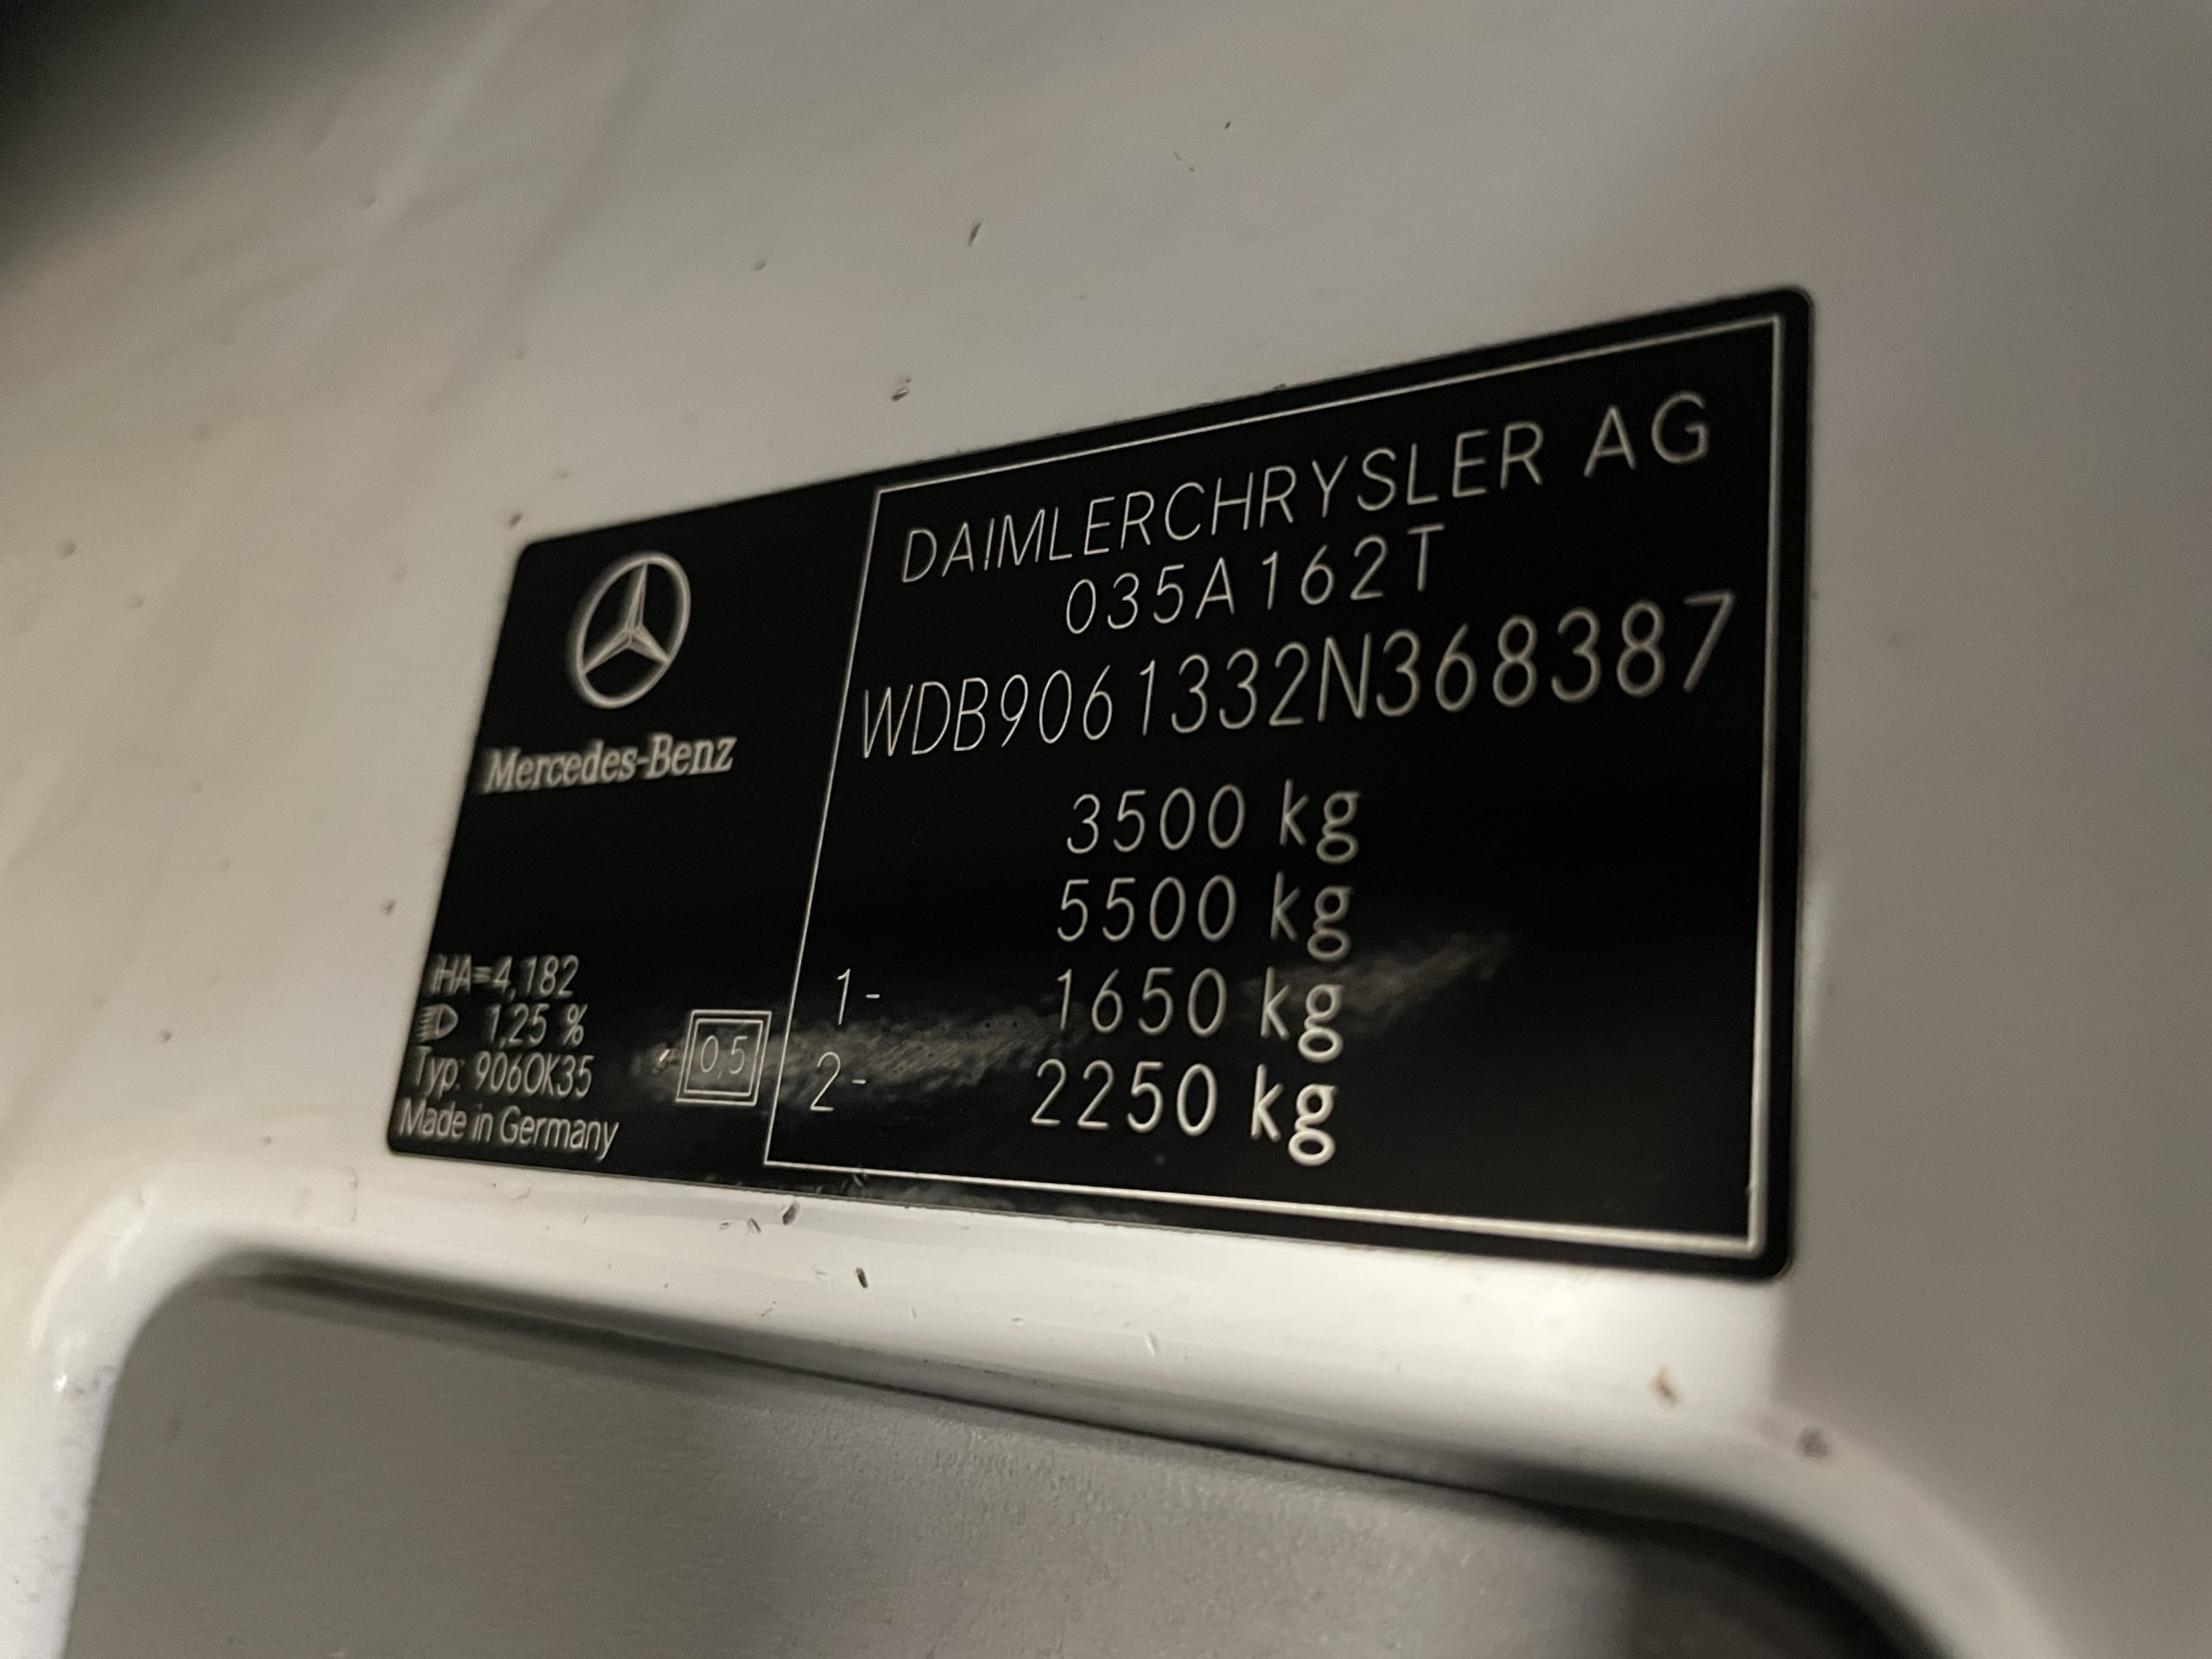 Mercedes-Benz
iHA=4,182
1,25 %
Typ: 906OK35
Made in Germany
0,5
DAIMLERCHRYSLER AG
035A162T
WDB9061332N368387
3500 kg
5500 kg
1- 1650 kg
2- 2250 kg